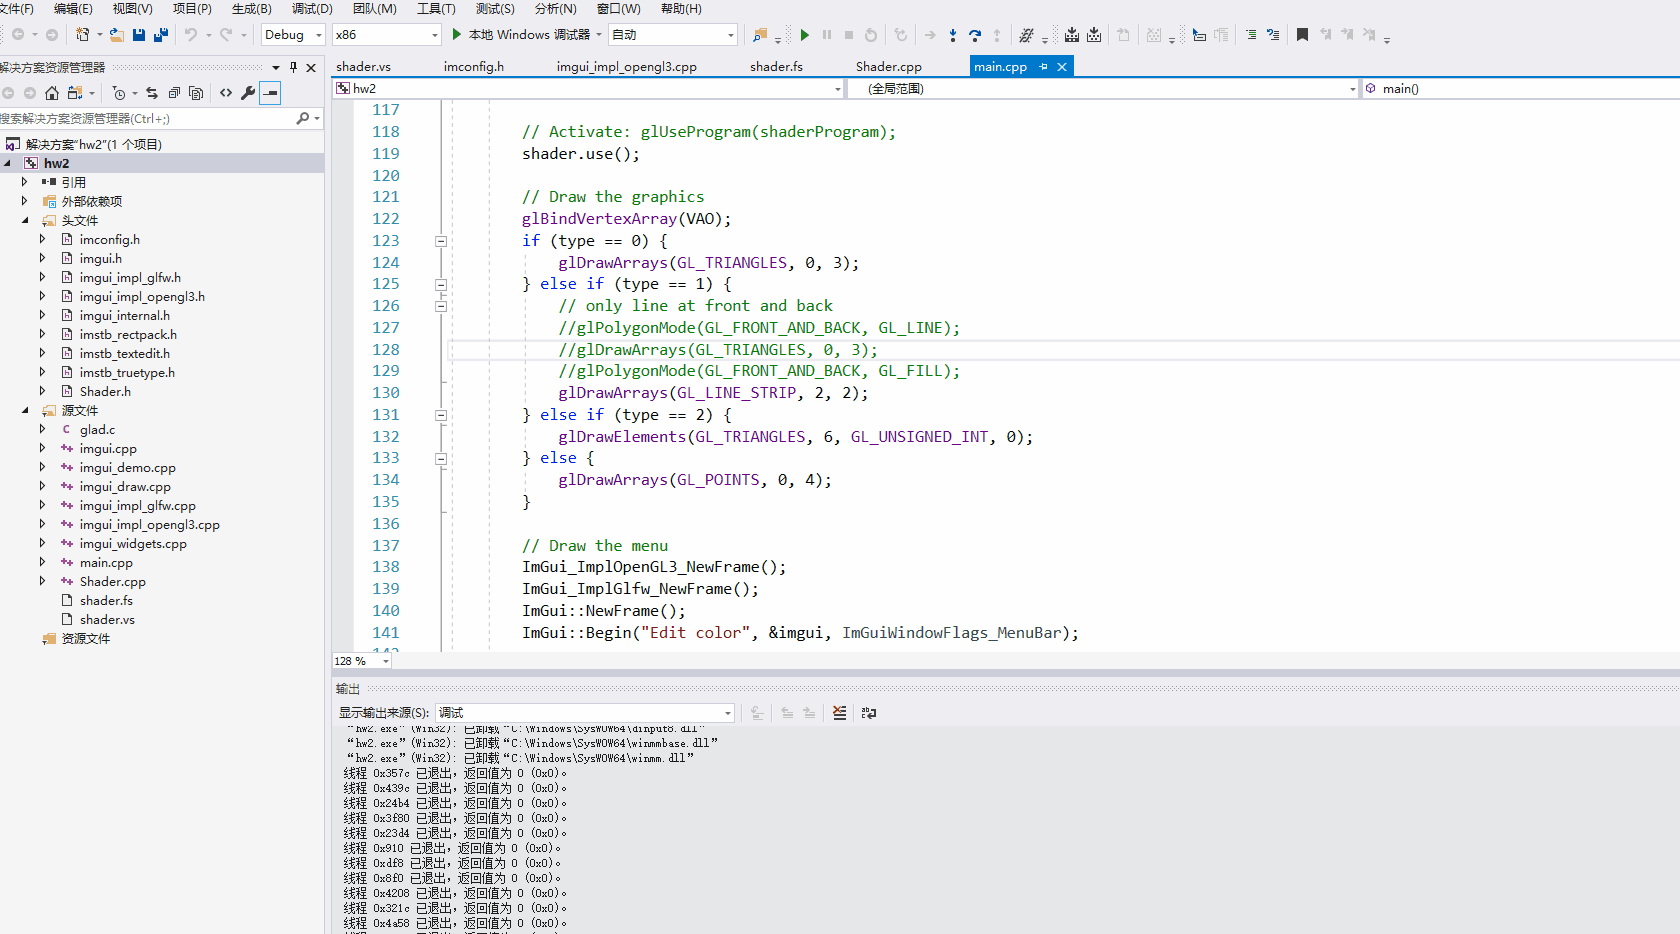 文件(F) 编辑(E) 视图(V) 项目(P) 生成(B) 调试(D) 团队(M) 工具(T) 测试(S) 分析(N) 窗口(W) 帮助(H)
Debug x86 本地 Windows 调试器 自动
解决方案资源管理器
搜索解决方案资源管理器(Ctrl+;)
解决方案"hw2"(1 个项目)
hw2
引用
外部依赖项
头文件
imconfig.h
imgui.h
imgui_impl_glfw.h
imgui_impl_opengl3.h
imgui_internal.h
imstb_rectpack.h
imstb_textedit.h
imstb_truetype.h
Shader.h
源文件
glad.c
imgui.cpp
imgui_demo.cpp
imgui_draw.cpp
imgui_impl_glfw.cpp
imgui_impl_opengl3.cpp
imgui_widgets.cpp
main.cpp
Shader.cpp
shader.fs
shader.vs
资源文件
shader.vs imconfig.h imgui_impl_opengl3.cpp shader.fs Shader.cpp main.cpp
hw2 (全局范围) main()
117
118 // Activate: glUseProgram(shaderProgram);
119 shader.use();
120
121 // Draw the graphics
122 glBindVertexArray(VAO);
123 if (type == 0) {
124 glDrawArrays(GL_TRIANGLES, 0, 3);
125 } else if (type == 1) {
126 // only line at front and back
127 //glPolygonMode(GL_FRONT_AND_BACK, GL_LINE);
128 //glDrawArrays(GL_TRIANGLES, 0, 3);
129 //glPolygonMode(GL_FRONT_AND_BACK, GL_FILL);
130 glDrawArrays(GL_LINE_STRIP, 2, 2);
131 } else if (type == 2) {
132 glDrawElements(GL_TRIANGLES, 6, GL_UNSIGNED_INT, 0);
133 } else {
134 glDrawArrays(GL_POINTS, 0, 4);
135 }
136
137 // Draw the menu
138 ImGui_ImplOpenGL3_NewFrame();
139 ImGui_ImplGlfw_NewFrame();
140 ImGui::NewFrame();
141 ImGui::Begin("Edit color", &imgui, ImGuiWindowFlags_MenuBar);
128 %
输出
显示输出来源(S): 调试
“hw2.exe”(Win32): 已卸载“C:\Windows\SysWOW64\dinput8.dll”
“hw2.exe”(Win32): 已卸载“C:\Windows\SysWOW64\winmmbase.dll”
“hw2.exe”(Win32): 已卸载“C:\Windows\SysWOW64\winmm.dll”
线程 0x357c 已退出，返回值为 0 (0x0)。
线程 0x439c 已退出，返回值为 0 (0x0)。
线程 0x24b4 已退出，返回值为 0 (0x0)。
线程 0x3f80 已退出，返回值为 0 (0x0)。
线程 0x23d4 已退出，返回值为 0 (0x0)。
线程 0x910 已退出，返回值为 0 (0x0)。
线程 0xdf8 已退出，返回值为 0 (0x0)。
线程 0x8f0 已退出，返回值为 0 (0x0)。
线程 0x4208 已退出，返回值为 0 (0x0)。
线程 0x321c 已退出，返回值为 0 (0x0)。
线程 0x4a58 已退出，返回值为 0 (0x0)。